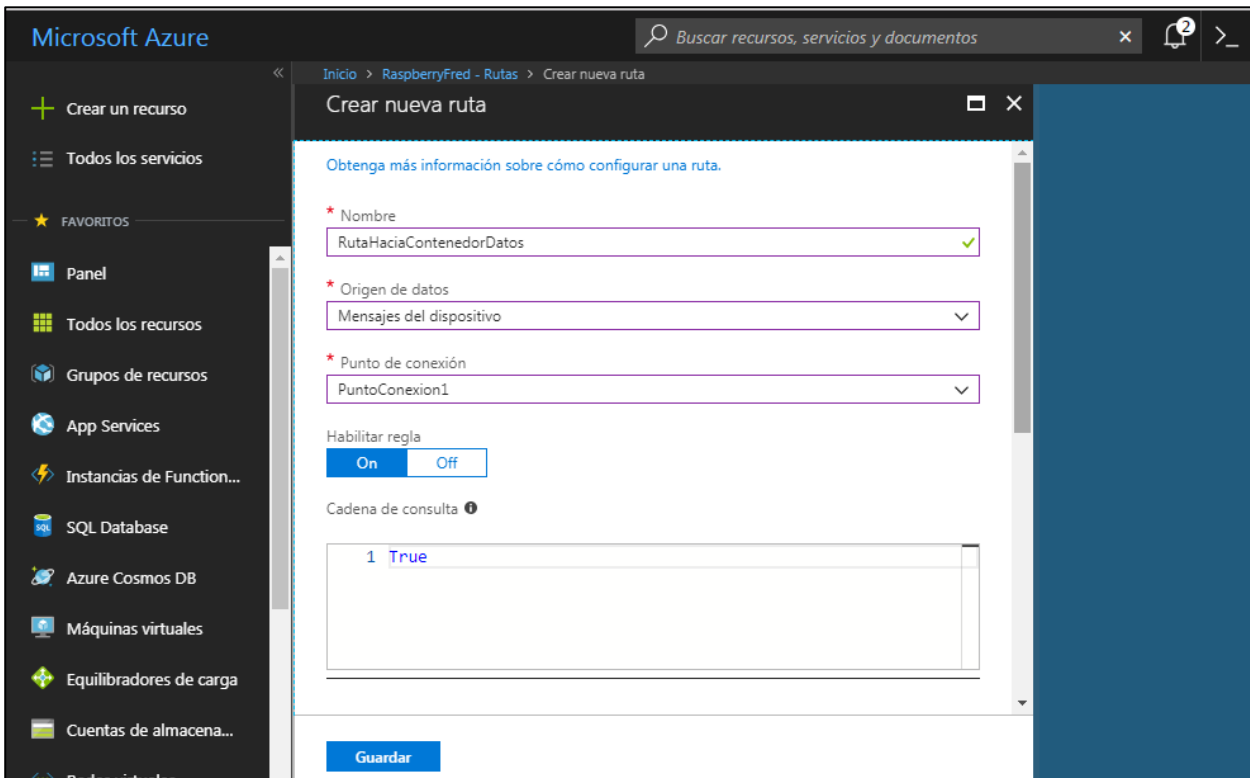 Microsoft Azure
Buscar recursos, servicios y documentos
2
Inicio > RaspberryFred - Rutas > Crear nueva ruta
Crear un recurso
Todos los servicios
FAVORITOS
Panel
Todos los recursos
Grupos de recursos
App Services
Instancias de Function...
SQL Database
Azure Cosmos DB
Máquinas virtuales
Equilibradores de carga
Cuentas de almacena...
Crear nueva ruta
Obtenga más información sobre cómo configurar una ruta.
* Nombre
RutaHaciaContenedorDatos
* Origen de datos
Mensajes del dispositivo
* Punto de conexión
PuntoConexion1
Habilitar regla
On Off
Cadena de consulta
1 True
Guardar